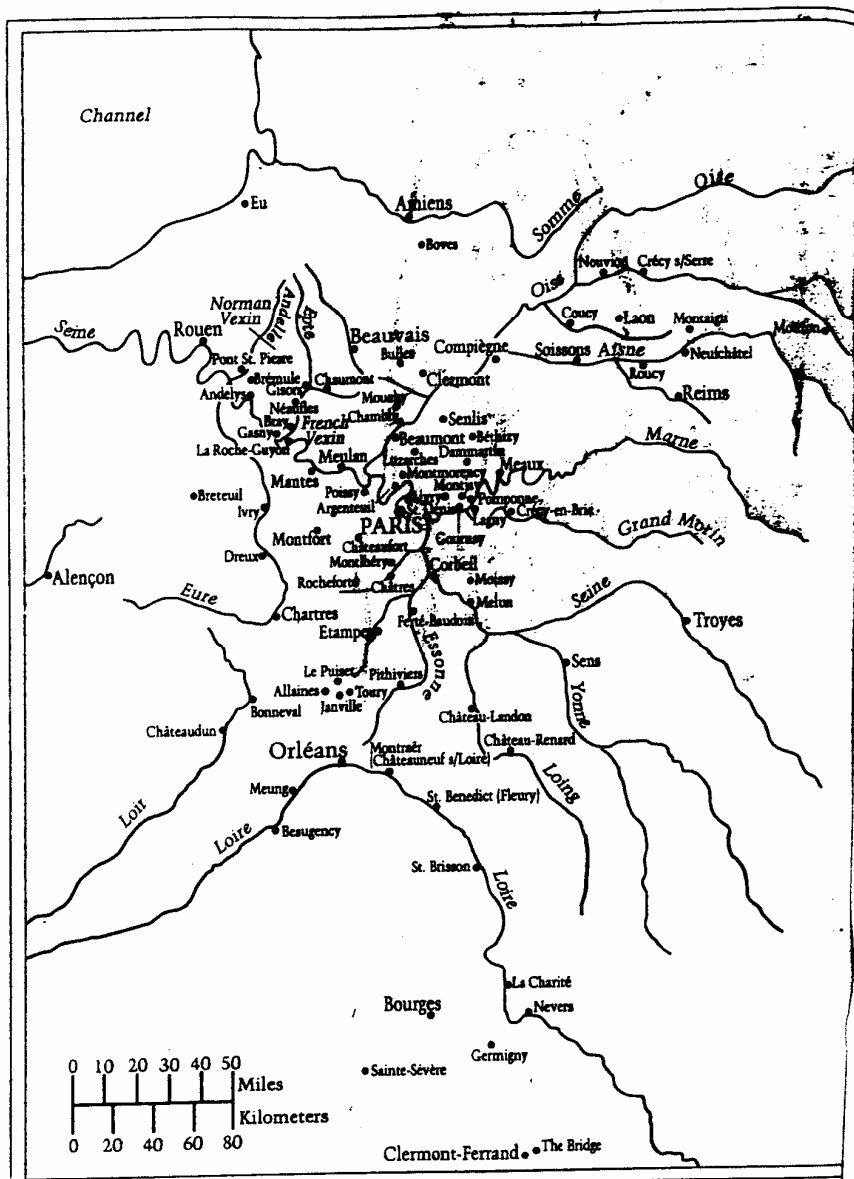 Channel
Eu
Amiens
Somme
Oise
Boves
Nouvion
Crécy s/Serre
Oise
Norman
Vexin
Andelle
Epte
Seine
Rouen
Beauvais
Bulles
Coucy
Laon
Montaigu
Compiègne
Soissons
Aisne
Neufchâtel
Pont St. Pierre
Clermont
Roucy
Brémule
Gisors
Chaumont
Reims
Andelys
Néaufles
Mouchy
Bray
French
Vexin
Chambly
Senlis
Gasny
Beaumont
Béthizy
Marne
La Roche-Guyon
Luzarches
Dammartin
Meulan
Montmorency
Meaux
Mantes
Montjay
Breteuil
Poissy
Pomponne
Argenteuil
St. Denis
Ivry
Lagny
Crécy-en-Brie
PARIS
Grand Morin
Montfort
Gournay
Châteaufort
Dreux
Montlhéry
Corbeil
Alençon
Rochefort
Châtres
Moissy
Eure
Melun
Seine
Chartres
Ferté-Baudoin
Troyes
Etampes
Essonne
Sens
Le Puiset
Pithiviers
Yonne
Allaines
Toury
Janville
Bonneval
Château-Landon
Châteaudun
Château-Renard
Orléans
Montraër
(Châteauneuf s/Loire)
Loing
Meung
St. Benedict (Fleury)
Loir
Loire
Beaugency
St. Brisson
Loire
La Charité
Bourges
Nevers
Germigny
Sainte-Sévère
0 10 20 30 40 50
Miles
Kilometers
0 20 40 60 80
Clermont-Ferrand
The Bridge